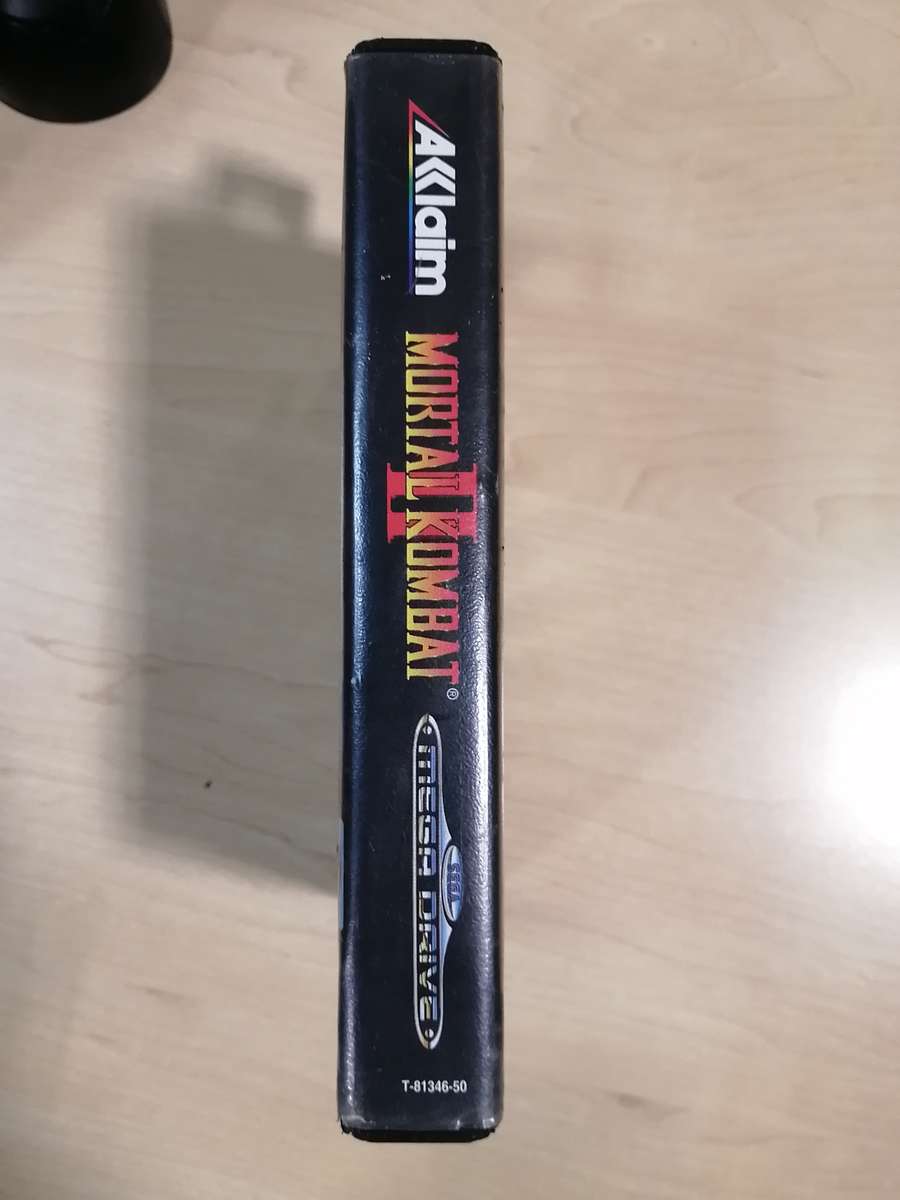 Acclaim
MORTAL KOMBAT®
II
SEGA
MEGA DRIVE
T-81346-50